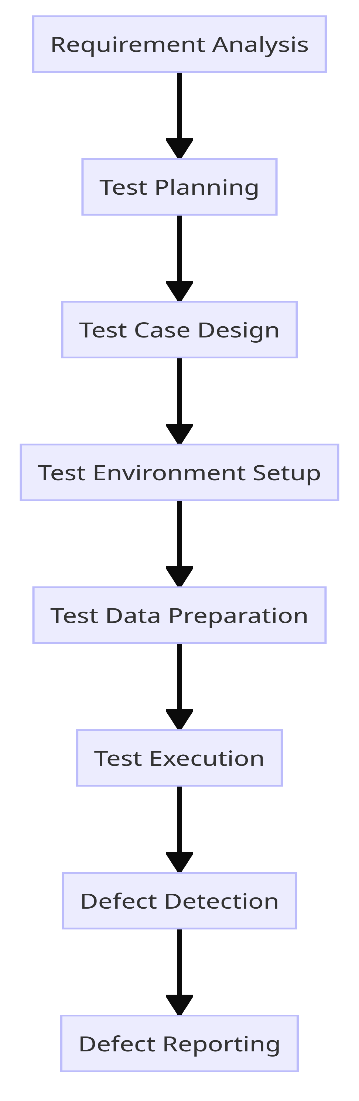 Requirement Analysis
Test Planning
Test Case Design
Test Environment Setup
Test Data Preparation
Test Execution
Defect Detection
Defect Reporting